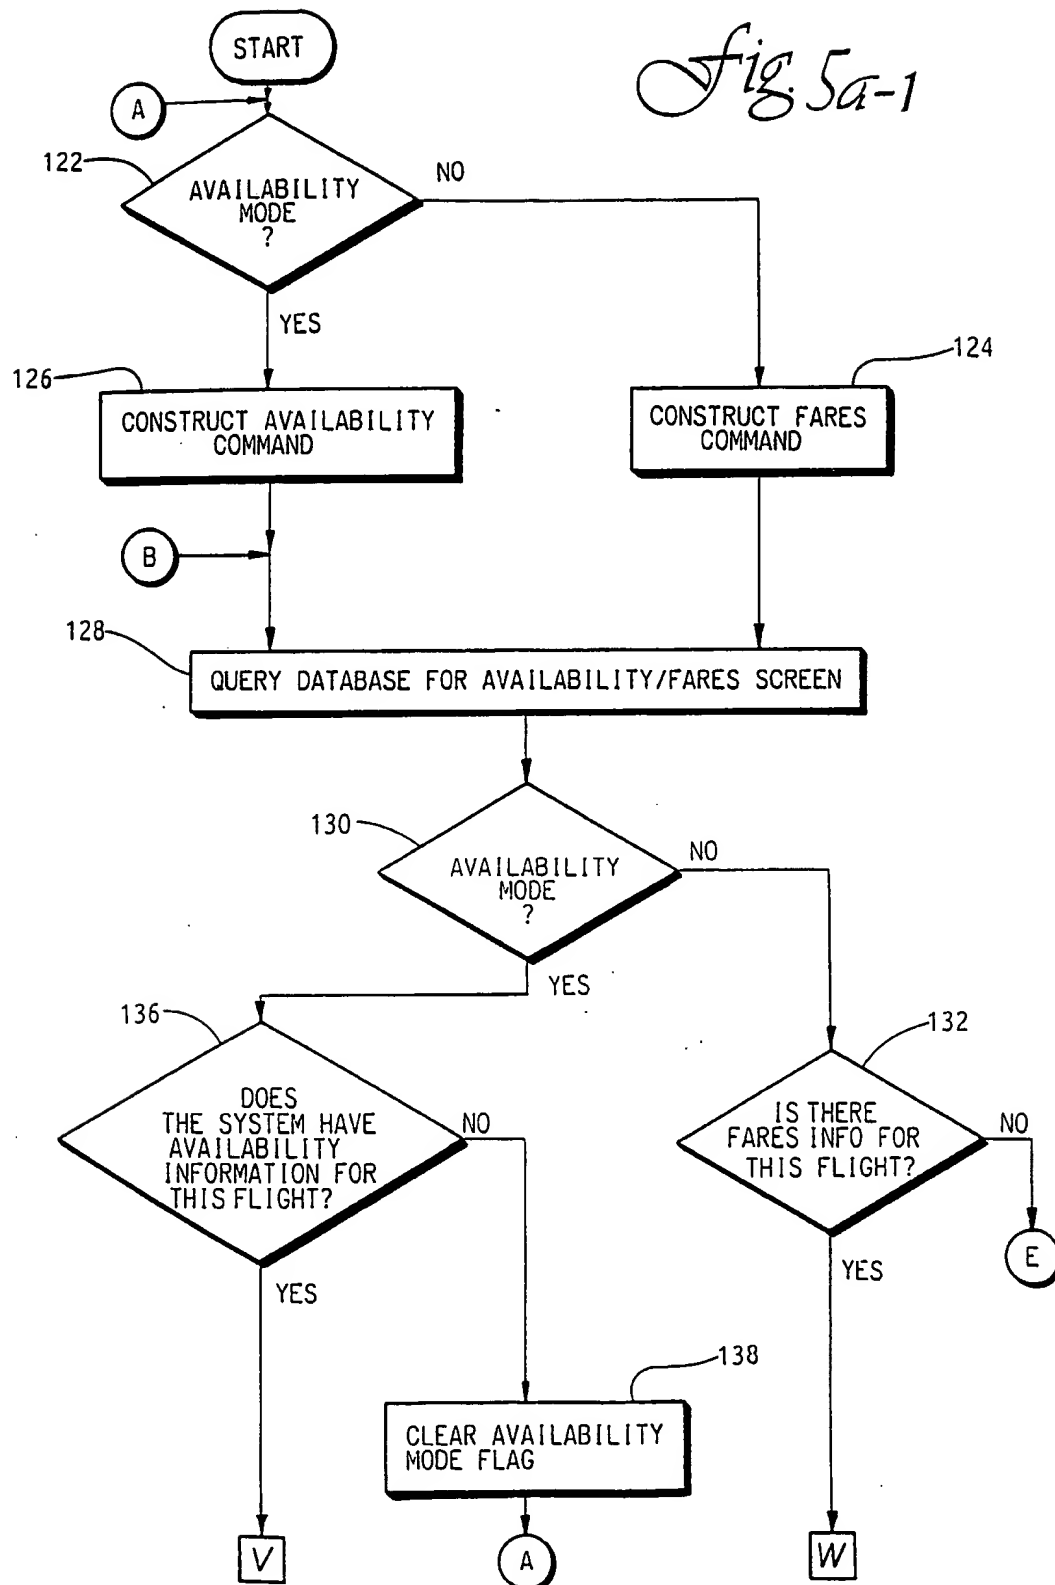 START
Fig. 5a-1
A
122
AVAILABILITY
MODE
?
NO
YES
126
CONSTRUCT AVAILABILITY
COMMAND
124
CONSTRUCT FARES
COMMAND
B
128
QUERY DATABASE FOR AVAILABILITY/FARES SCREEN
130
AVAILABILITY
MODE
?
NO
YES
136
DOES
THE SYSTEM HAVE
AVAILABILITY
INFORMATION FOR
THIS FLIGHT?
NO
YES
132
IS THERE
FARES INFO FOR
THIS FLIGHT?
NO
E
YES
138
CLEAR AVAILABILITY
MODE FLAG
V
A
W